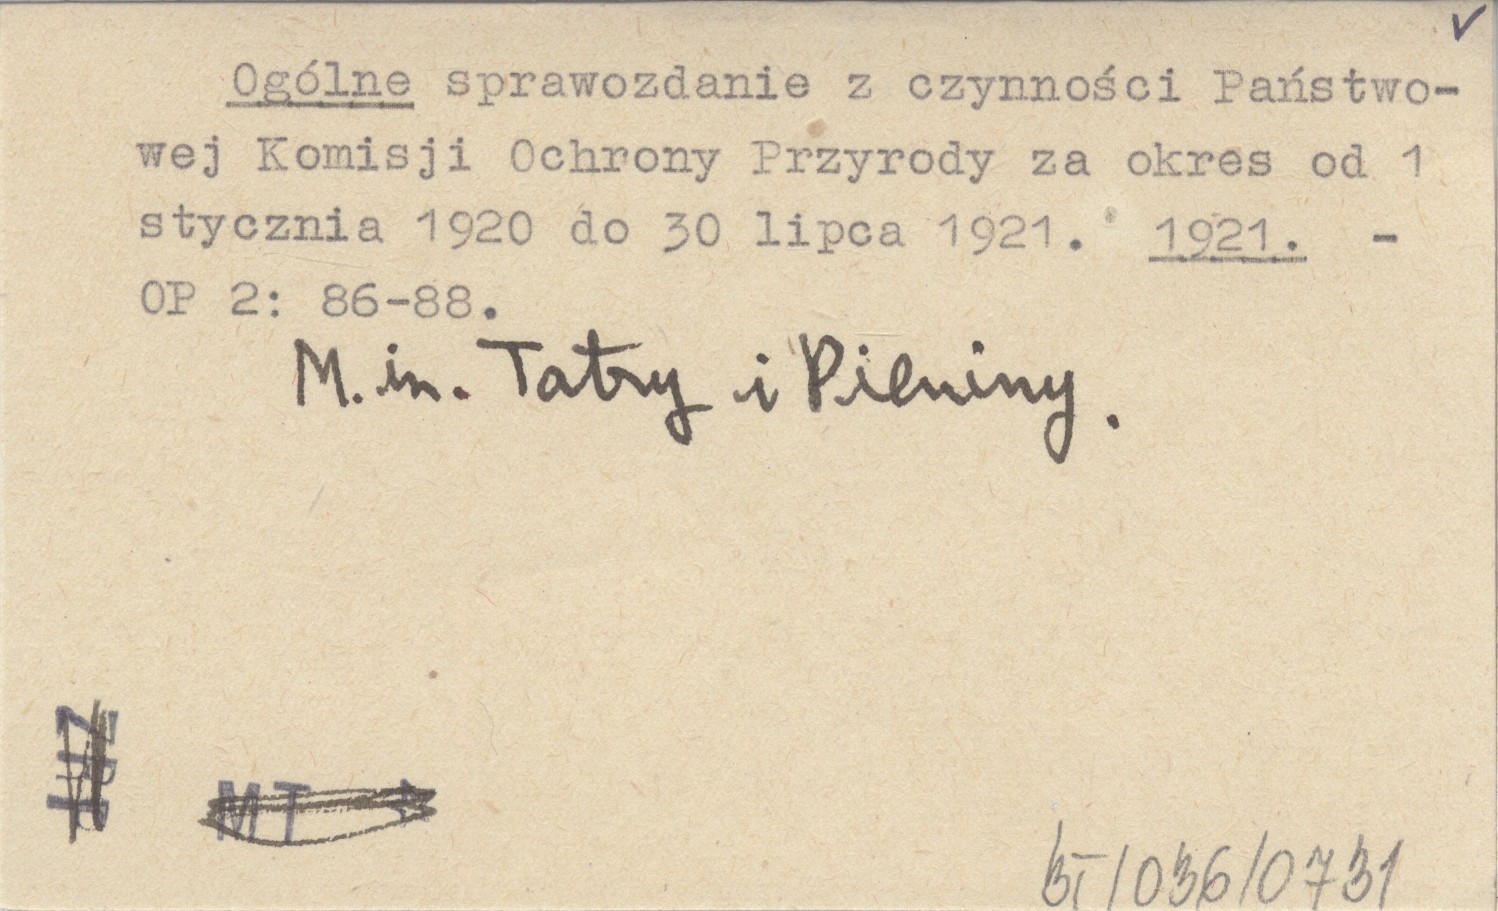 Ogólne sprawozdanie z czynności Państwo-
wej Komisji Ochrony Przyrody za okres od 1
stycznia 1920 do 30 lipca 1921. 1921. -
OP 2: 86-88.
M. in. Tatry i Pieniny.
MT
/036/0731